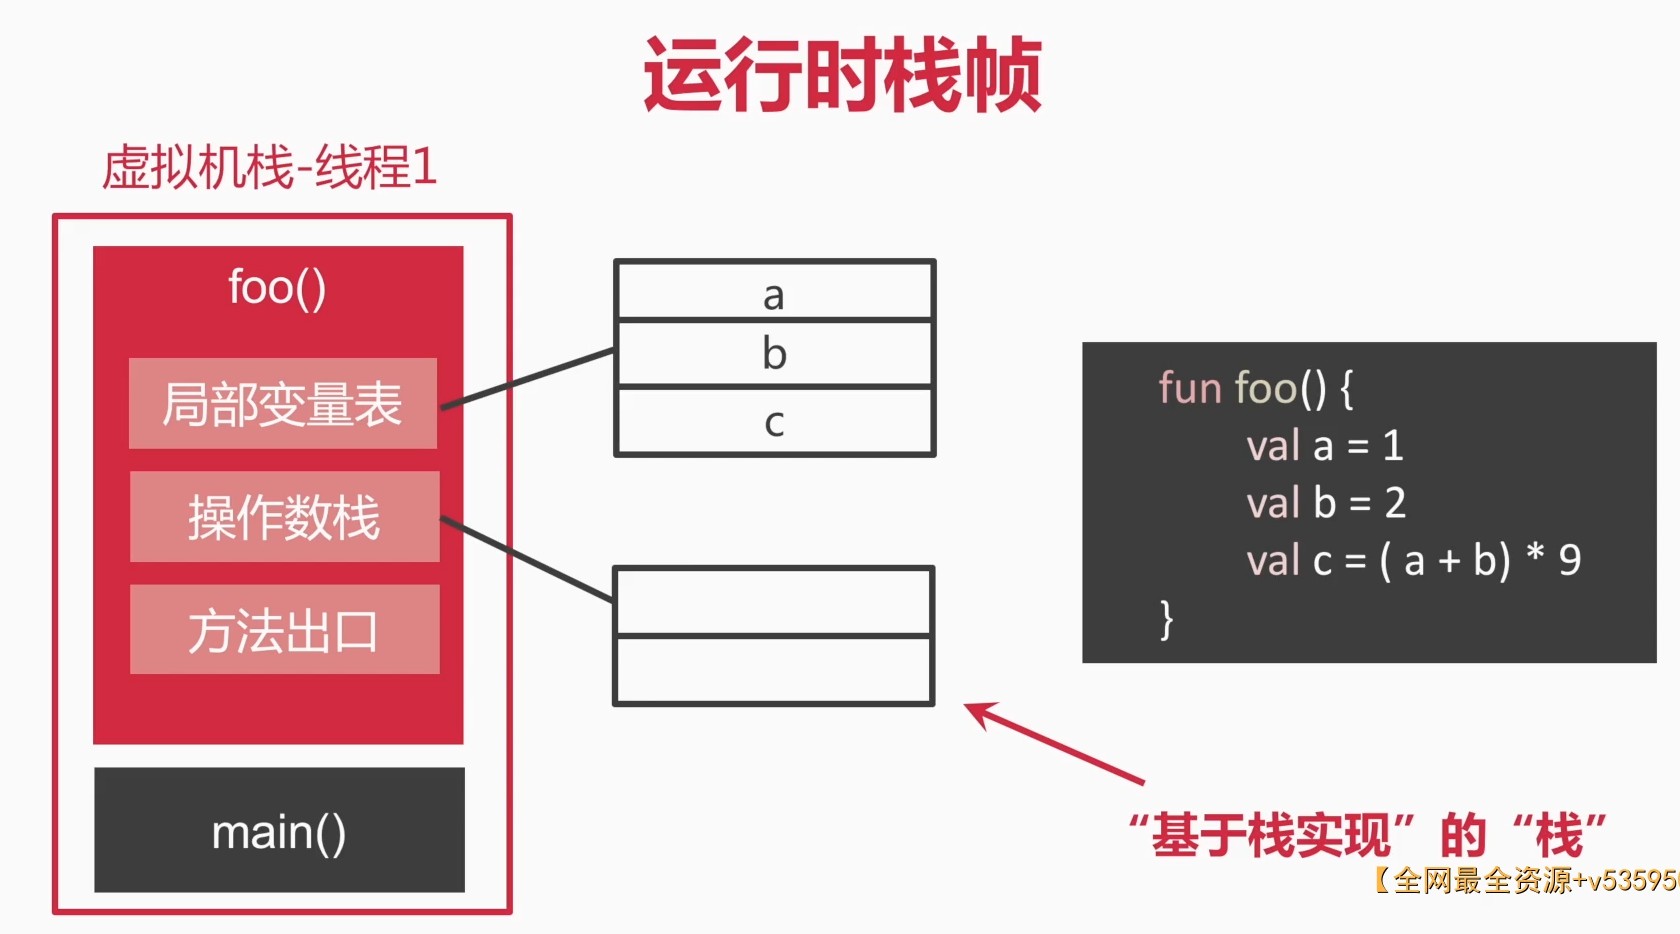 运行时栈帧
虚拟机栈-线程1
foo()
局部变量表
操作数栈
方法出口
main()
a
b
c
fun foo() {
val a = 1
val b = 2
val c = ( a + b) * 9
}
“基于栈实现”的“栈”
【全网最全资源+v53595